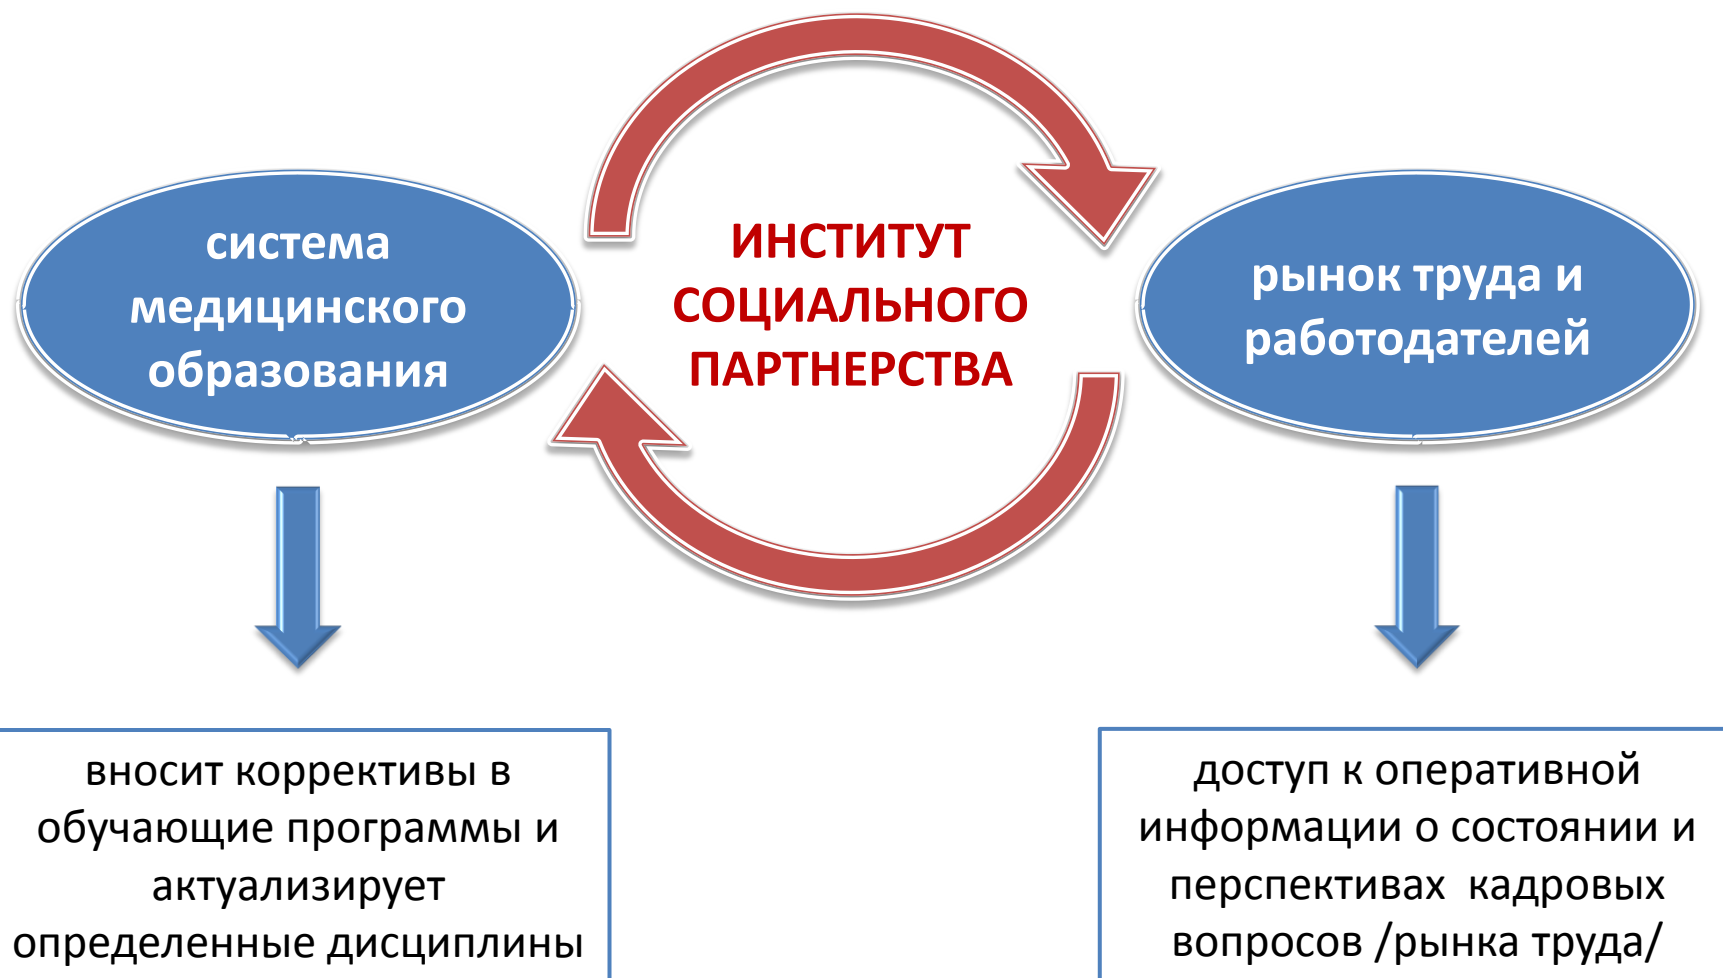 система
медицинского
образования
ИНСТИТУТ
СОЦИАЛЬНОГО
ПАРТНЕРСТВА
рынок труда и
работодателей
вносит коррективы в
обучающие программы и
актуализирует
определенные дисциплины
доступ к оперативной
информации о состоянии и
перспективах кадровых
вопросов /рынка труда/